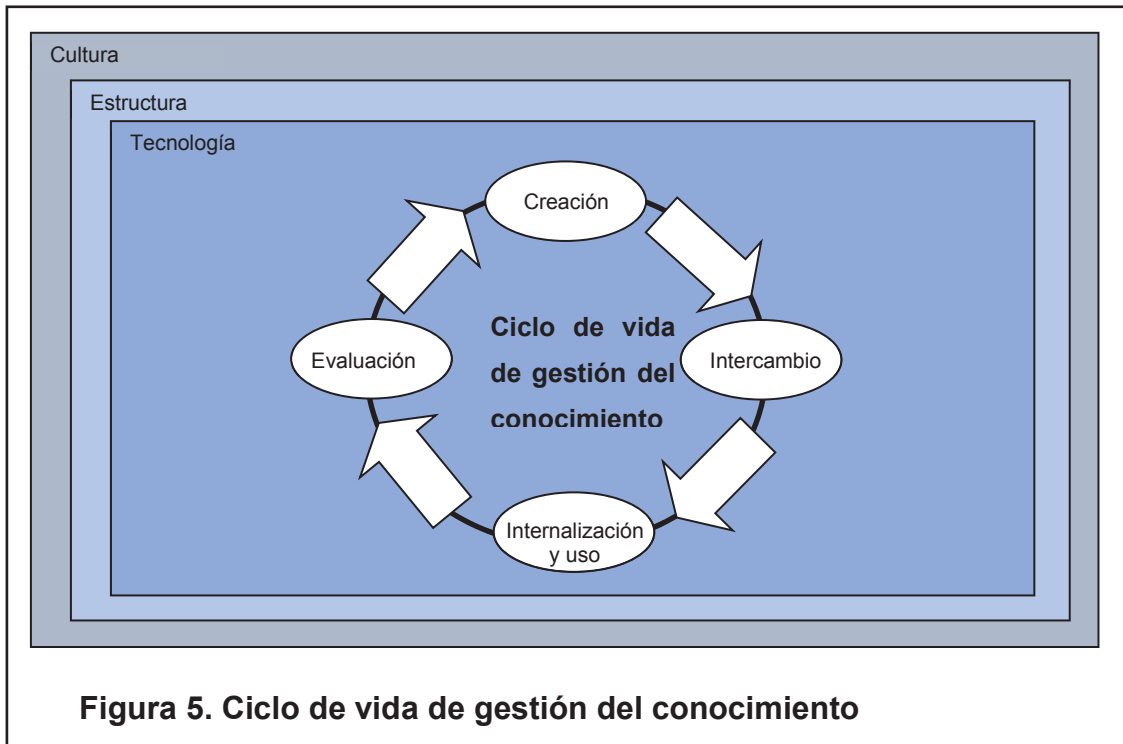 Cultura
Estructura
Tecnología
Creación
Ciclo de vida
de gestión del
conocimiento
Evaluación
Intercambio
Internalización
y uso
Figura 5. Ciclo de vida de gestión del conocimiento